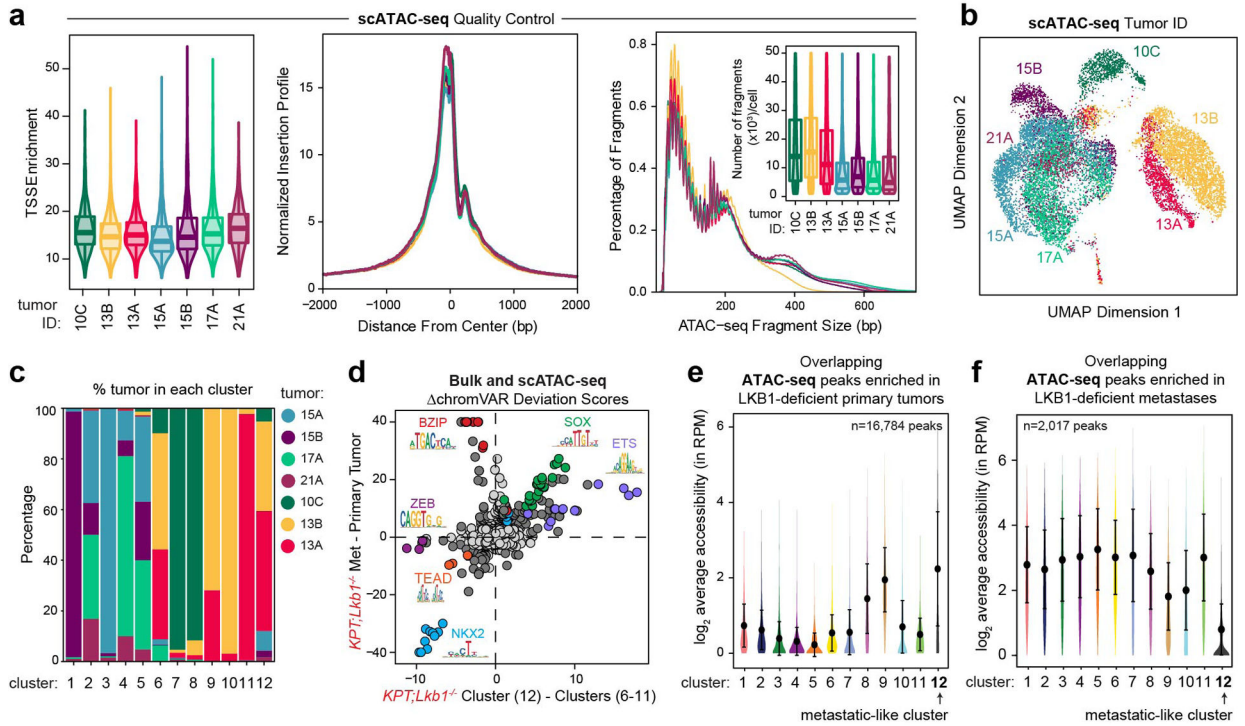 a
scATAC-seq Quality Control
TSSEnrichment
50
40
30
20
10
tumor
ID:
10C
13B
13A
15A
15B
17A
21A
Normalized Insertion Profile
15
10
5
0
−2000
−1000
0
1000
2000
Distance From Center (bp)
Percentage of Fragments
0.8
0.6
0.4
0.2
0.0
200
400
600
ATAC−seq Fragment Size (bp)
Number of fragments
(x10³)/cell
50
40
30
20
10
0
tumor
ID:
10C
13B
13A
15A
15B
17A
21A
b
scATAC-seq Tumor ID
UMAP Dimension 2
10C
15B
13B
21A
13A
15A
17A
UMAP Dimension 1
c
% tumor in each cluster
Percentage
100
80
60
40
20
0
cluster: 1 2 3 4 5 6 7 8 9 10 11 12
tumor:
15A
15B
17A
21A
10C
13B
13A
d
Bulk and scATAC-seq
ΔchromVAR Deviation Scores
KPT;Lkb1⁻/⁻ Met - Primary Tumor
40
20
0
−20
−40
BZIP
SOX
ETS
ZEB
TEAD
NKX2
−10
0
10
KPT;Lkb1⁻/⁻ Cluster (12) - Clusters (6-11)
e
Overlapping
ATAC-seq peaks enriched in
LKB1-deficient primary tumors
n=16,784 peaks
log₂ average accessibility (in RPM)
6
4
2
0
cluster: 1 2 3 4 5 6 7 8 9 10 11 12
metastatic-like cluster
f
Overlapping
ATAC-seq peaks enriched in
LKB1-deficient metastases
n=2,017 peaks
log₂ average accessibility (in RPM)
6
4
2
0
cluster: 1 2 3 4 5 6 7 8 9 10 11 12
metastatic-like cluster